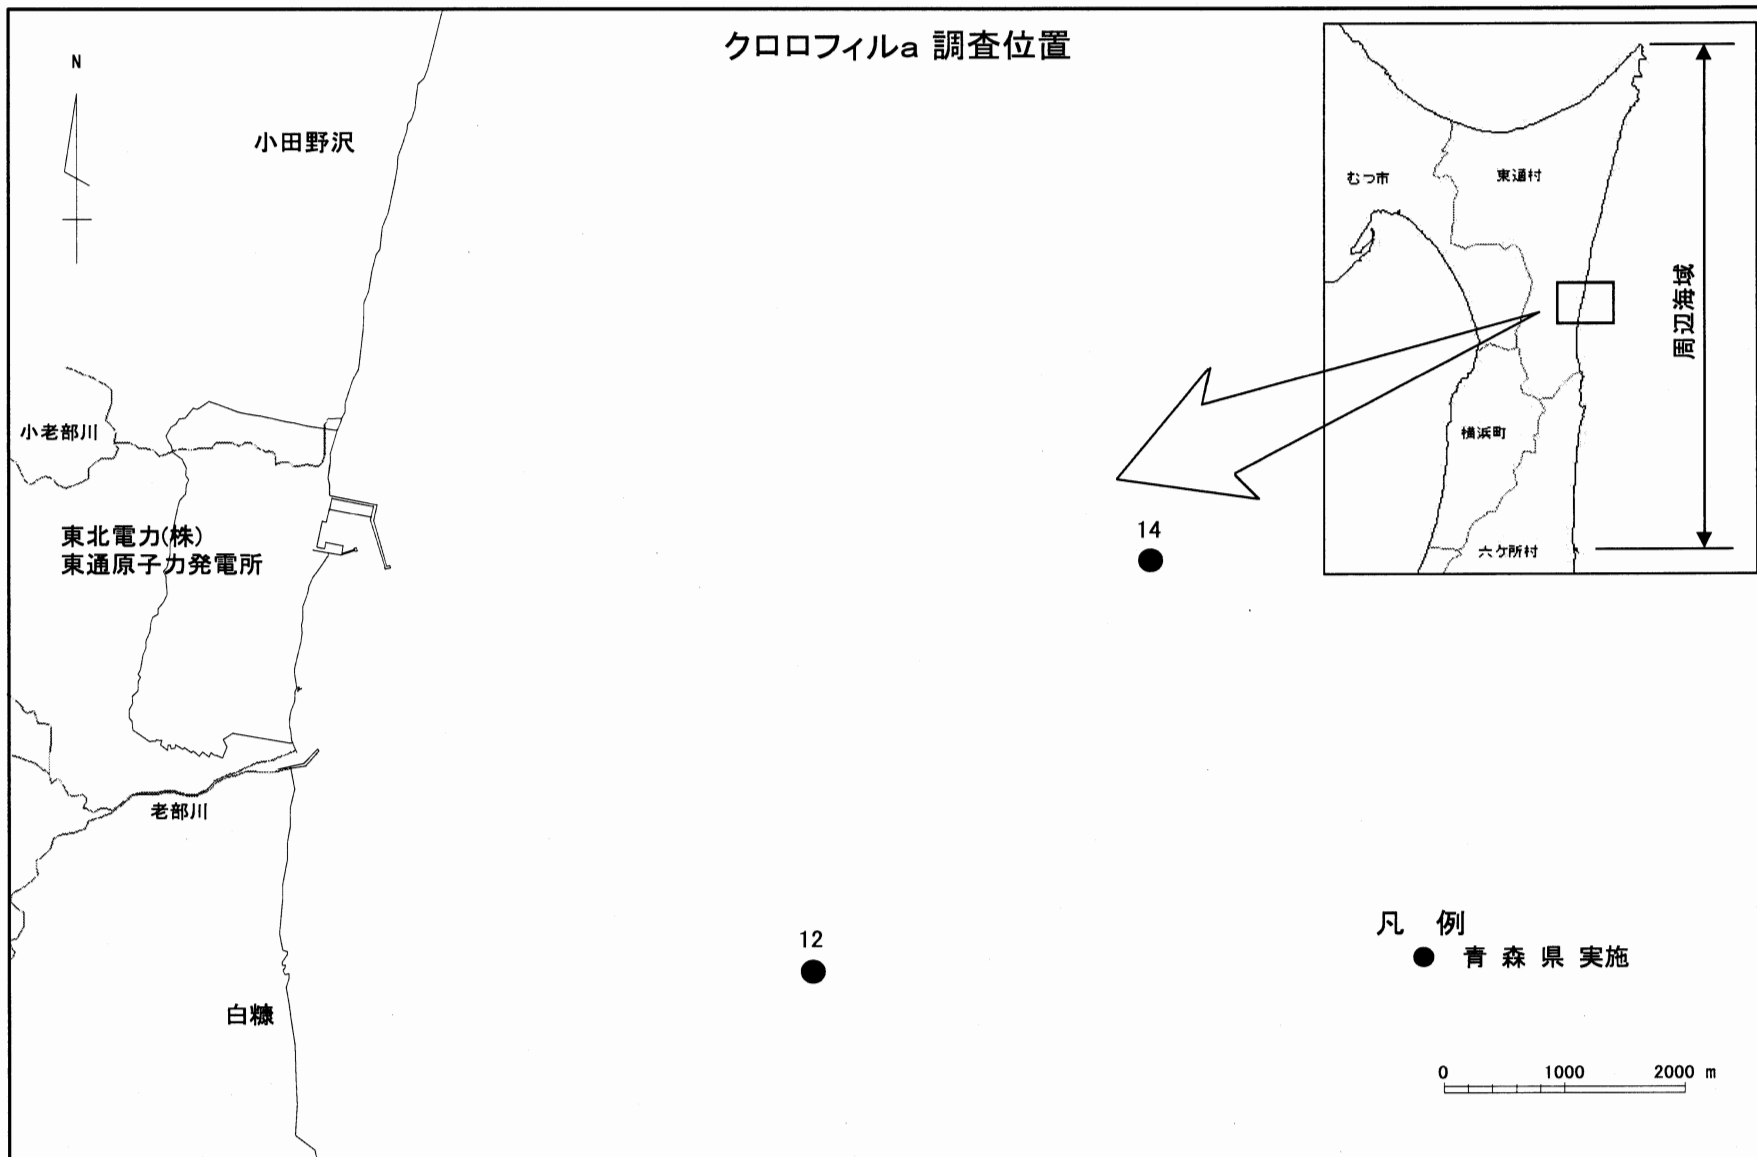 クロロフィルa 調査位置
N
小田野沢
むつ市
東通村
周辺海域
小老部川
横浜町
東北電力(株)
東通原子力発電所
14
六ケ所村
老部川
12
凡 例
● 青 森 県 実施
白糠
0 1000 2000 m